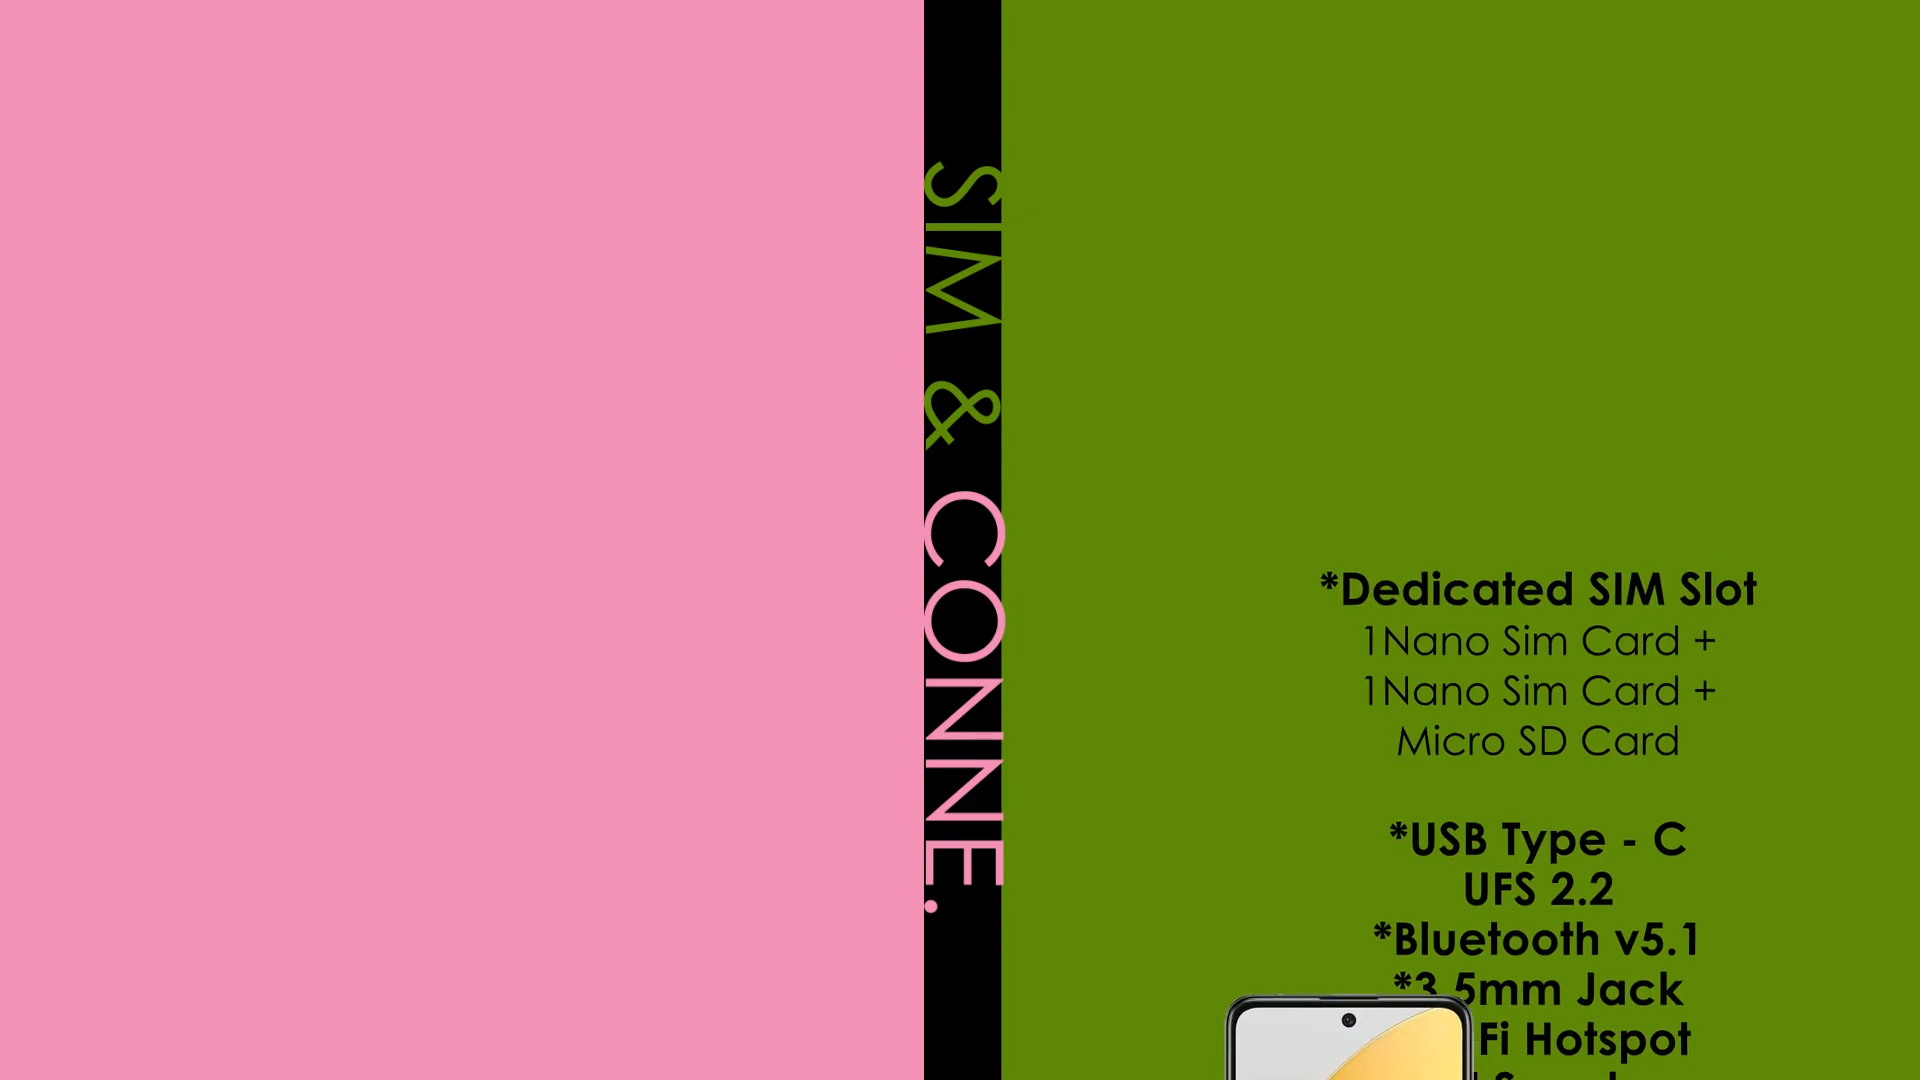 SIM & CONNE.
*Dedicated SIM Slot
1Nano Sim Card +
1Nano Sim Card +
Micro SD Card
*USB Type - C
UFS 2.2
*Bluetooth v5.1
*3.5mm Jack
Fi Hotspot